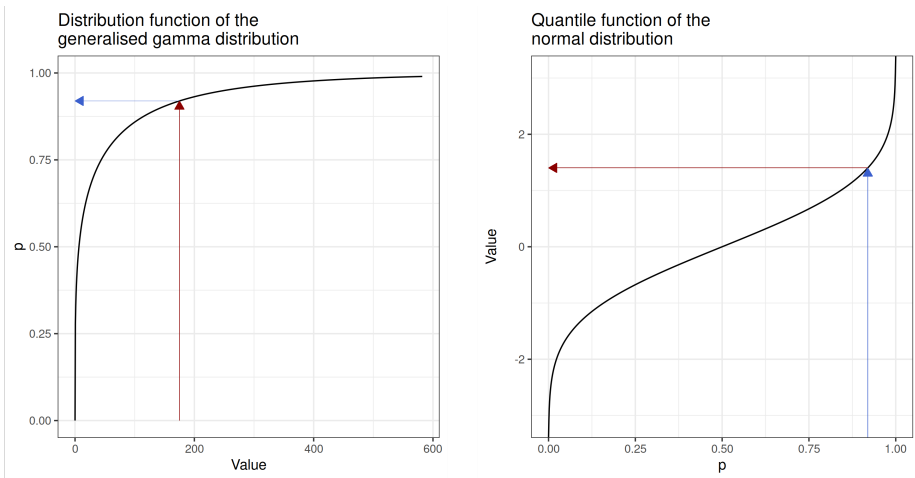 Distribution function of the
generalised gamma distribution
1.00
0.75
0.50
0.25
0.00
p
0
200
400
600
Value
Quantile function of the
normal distribution
2
0
-2
Value
0.00
0.25
0.50
0.75
1.00
p